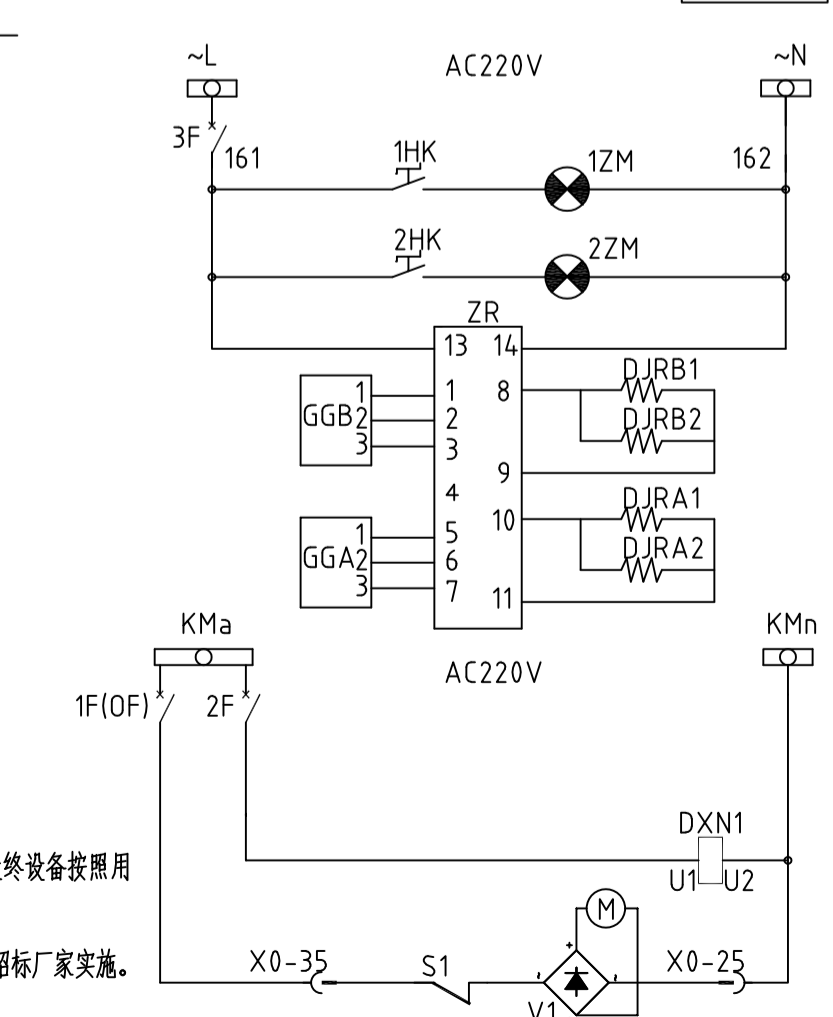 ~L AC220V ~N
3F 161 1HK 1ZM 162
2HK 2ZM
ZR
13 14
DJRB1
1 1 8
GGB 2 2 DJRB2
3 3
9
4
DJRA1
10
1 5
GGA 2 6 DJRA2
3 7
11
KMa KMn
AC220V
1F(OF) 2F
DXN1
终设备按照用
U1 U2
M
招标厂家实施。
X0-35 S1 + ~ ~ X0-25
V1